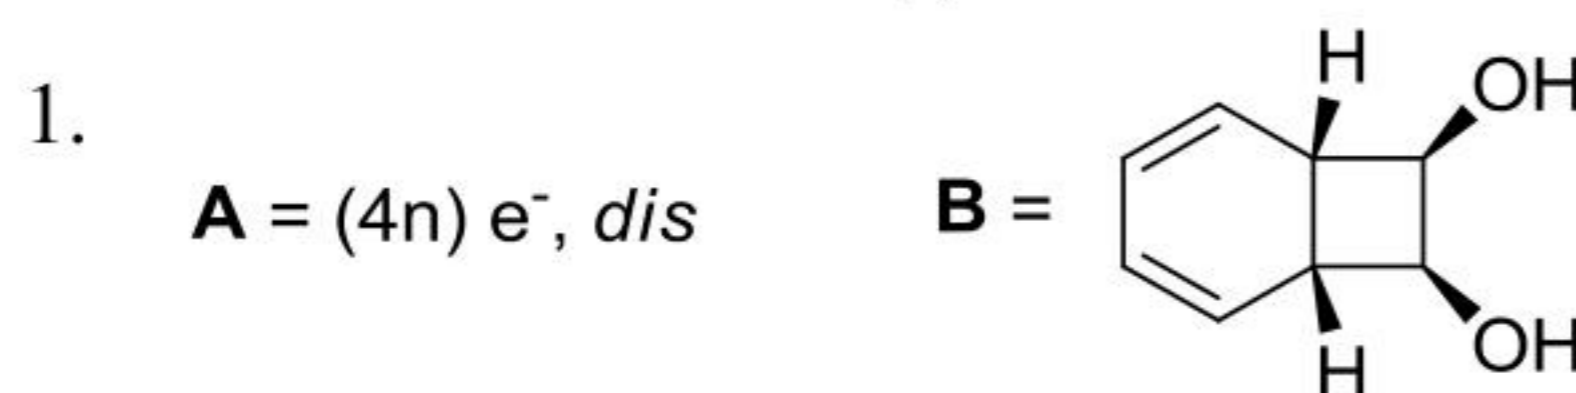 1.
A = (4n) e⁻, dis
B =
H
OH
OH
H